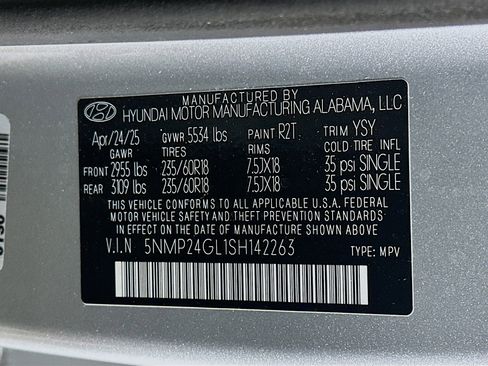 MANUFACTURED BY
HYUNDAI MOTOR MANUFACTURING ALABAMA, LLC
Apr/24/25 GVWR 5534 lbs PAINT R2T TRIM YSY
GAWR TIRES RIMS COLD TIRE INFL
FRONT 2955 lbs 235/60R18 7.5JX18 35 psi SINGLE
REAR 3109 lbs 235/60R18 7.5JX18 35 psi SINGLE
THIS VEHICLE CONFORMS TO ALL APPLICABLE U.S.A. FEDERAL
MOTOR VEHICLE SAFETY AND THEFT PREVENTION STANDARDS
IN EFFECT ON THE DATE OF MANUFACTURE SHOWN ABOVE.
V.I.N 5NMP24GL1SH142263 TYPE: MPV